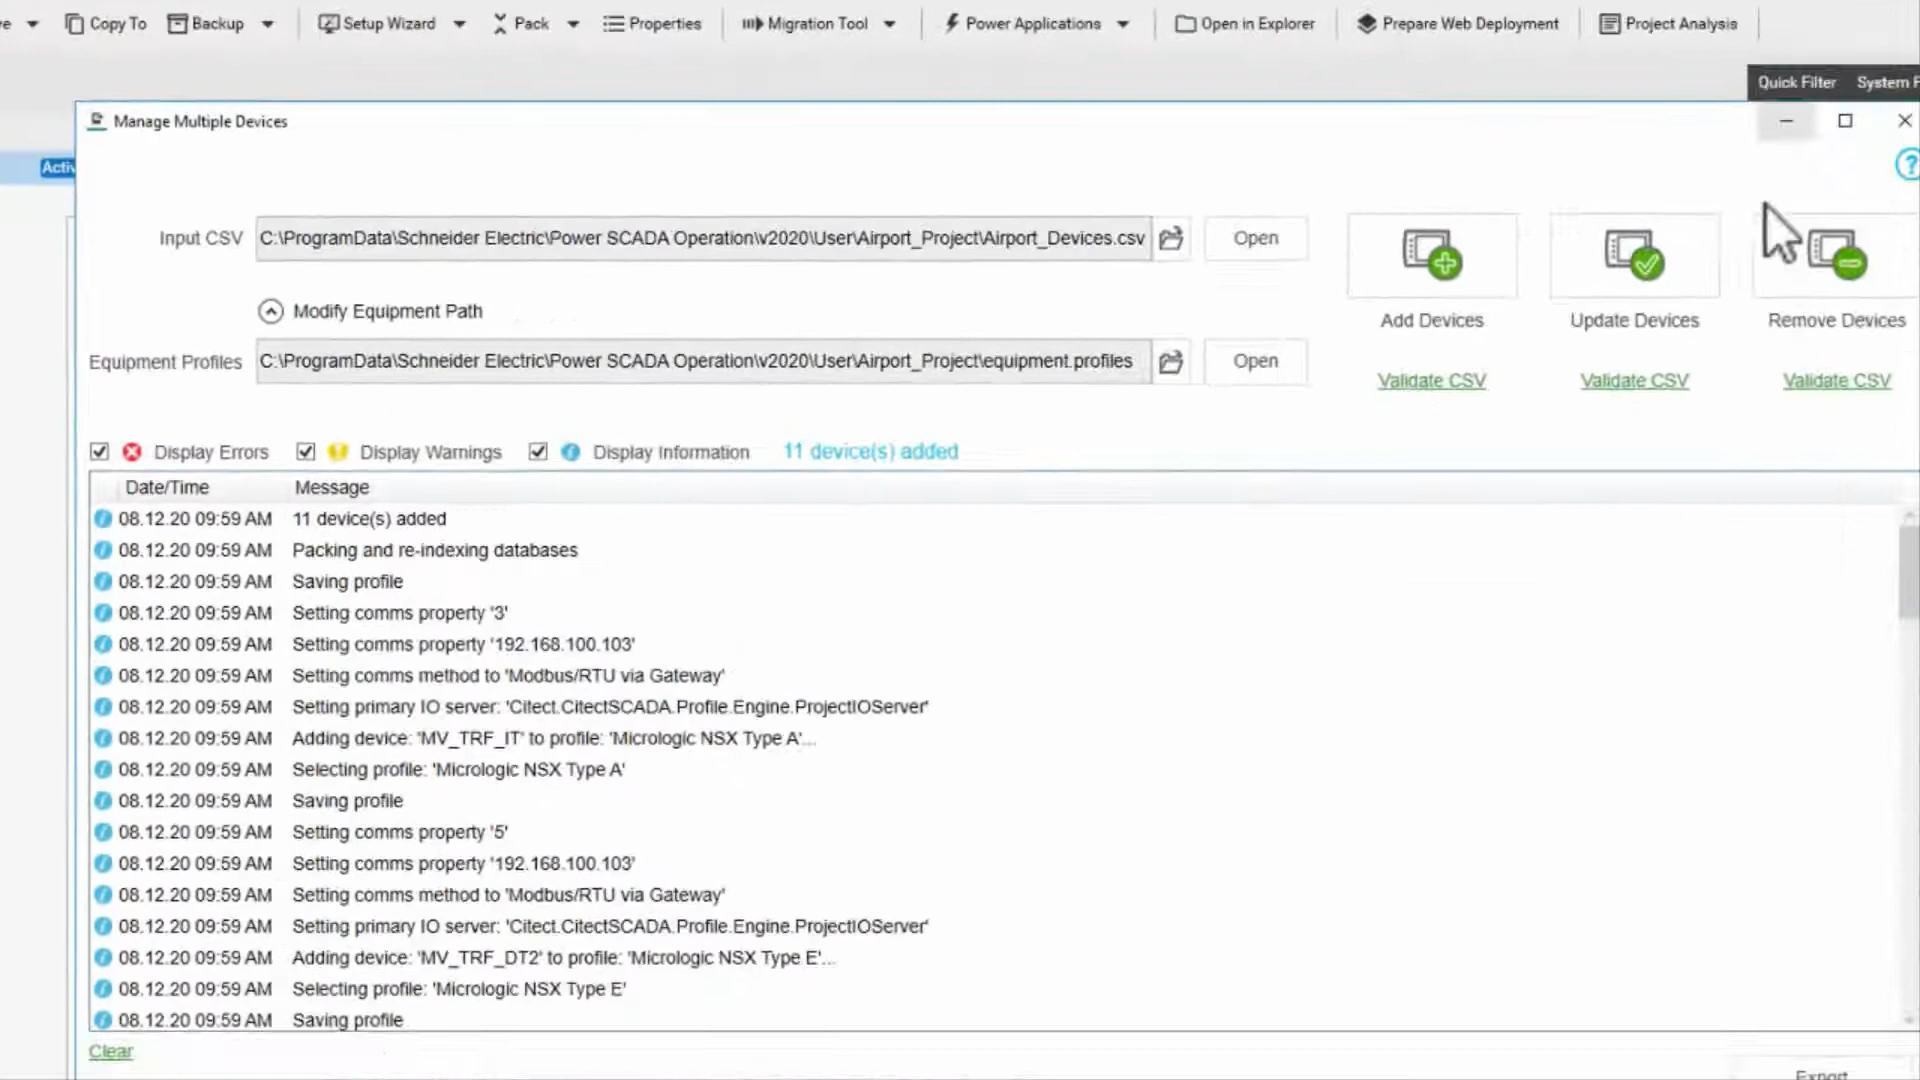 e Copy To Backup Setup Wizard Pack Properties Migration Tool Power Applications Open in Explorer Prepare Web Deployment Project Analysis
Quick Filter System F
Manage Multiple Devices
Activ
Input CSV C:\ProgramData\Schneider Electric\Power SCADA Operation\v2020\User\Airport_Project\Airport_Devices.csv Open
Modify Equipment Path
Add Devices Update Devices Remove Devices
Equipment Profiles C:\ProgramData\Schneider Electric\Power SCADA Operation\v2020\User\Airport_Project\equipment.profiles Open
Validate CSV Validate CSV Validate CSV
Display Errors Display Warnings Display Information 11 device(s) added
Date/Time Message
08.12.20 09:59 AM 11 device(s) added
08.12.20 09:59 AM Packing and re-indexing databases
08.12.20 09:59 AM Saving profile
08.12.20 09:59 AM Setting comms property '3'
08.12.20 09:59 AM Setting comms property '192.168.100.103'
08.12.20 09:59 AM Setting comms method to 'Modbus/RTU via Gateway'
08.12.20 09:59 AM Setting primary IO server: 'Citect.CitectSCADA.Profile.Engine.ProjectIOServer'
08.12.20 09:59 AM Adding device: 'MV_TRF_IT' to profile: 'Micrologic NSX Type A'...
08.12.20 09:59 AM Selecting profile: 'Micrologic NSX Type A'
08.12.20 09:59 AM Saving profile
08.12.20 09:59 AM Setting comms property '5'
08.12.20 09:59 AM Setting comms property '192.168.100.103'
08.12.20 09:59 AM Setting comms method to 'Modbus/RTU via Gateway'
08.12.20 09:59 AM Setting primary IO server: 'Citect.CitectSCADA.Profile.Engine.ProjectIOServer'
08.12.20 09:59 AM Adding device: 'MV_TRF_DT2' to profile: 'Micrologic NSX Type E'...
08.12.20 09:59 AM Selecting profile: 'Micrologic NSX Type E'
08.12.20 09:59 AM Saving profile
Clear
Export